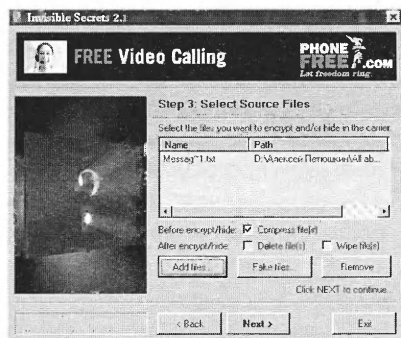 Invisible Secrets 2.1
FREE Video Calling
PHONE
FREE .COM
Let freedom ring.
Step 3: Select Source Files
Select the files you want to encrypt and/or hide in the carrier.
Name Path
Messag~1.txt D:\Алексей Петюшкин\All ab...
Before encrypt/hide: Compress file(s)
After encrypt/hide: Delete file(s) Wipe file(s)
Add files... Fake files... Remove
Click NEXT to continue...
< Back Next > Exit